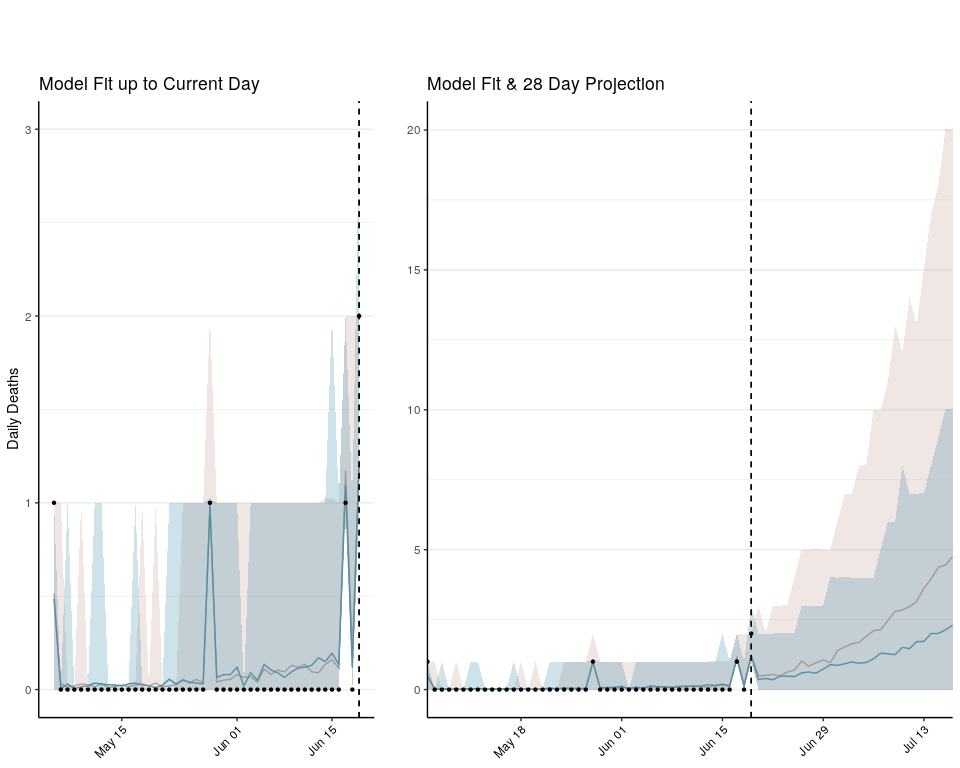 Model Fit up to Current Day
Daily Deaths
3
2
1
0
May 15
Jun 01
Jun 15
Model Fit & 28 Day Projection
20
15
10
5
0
May 18
Jun 01
Jun 15
Jun 29
Jul 13